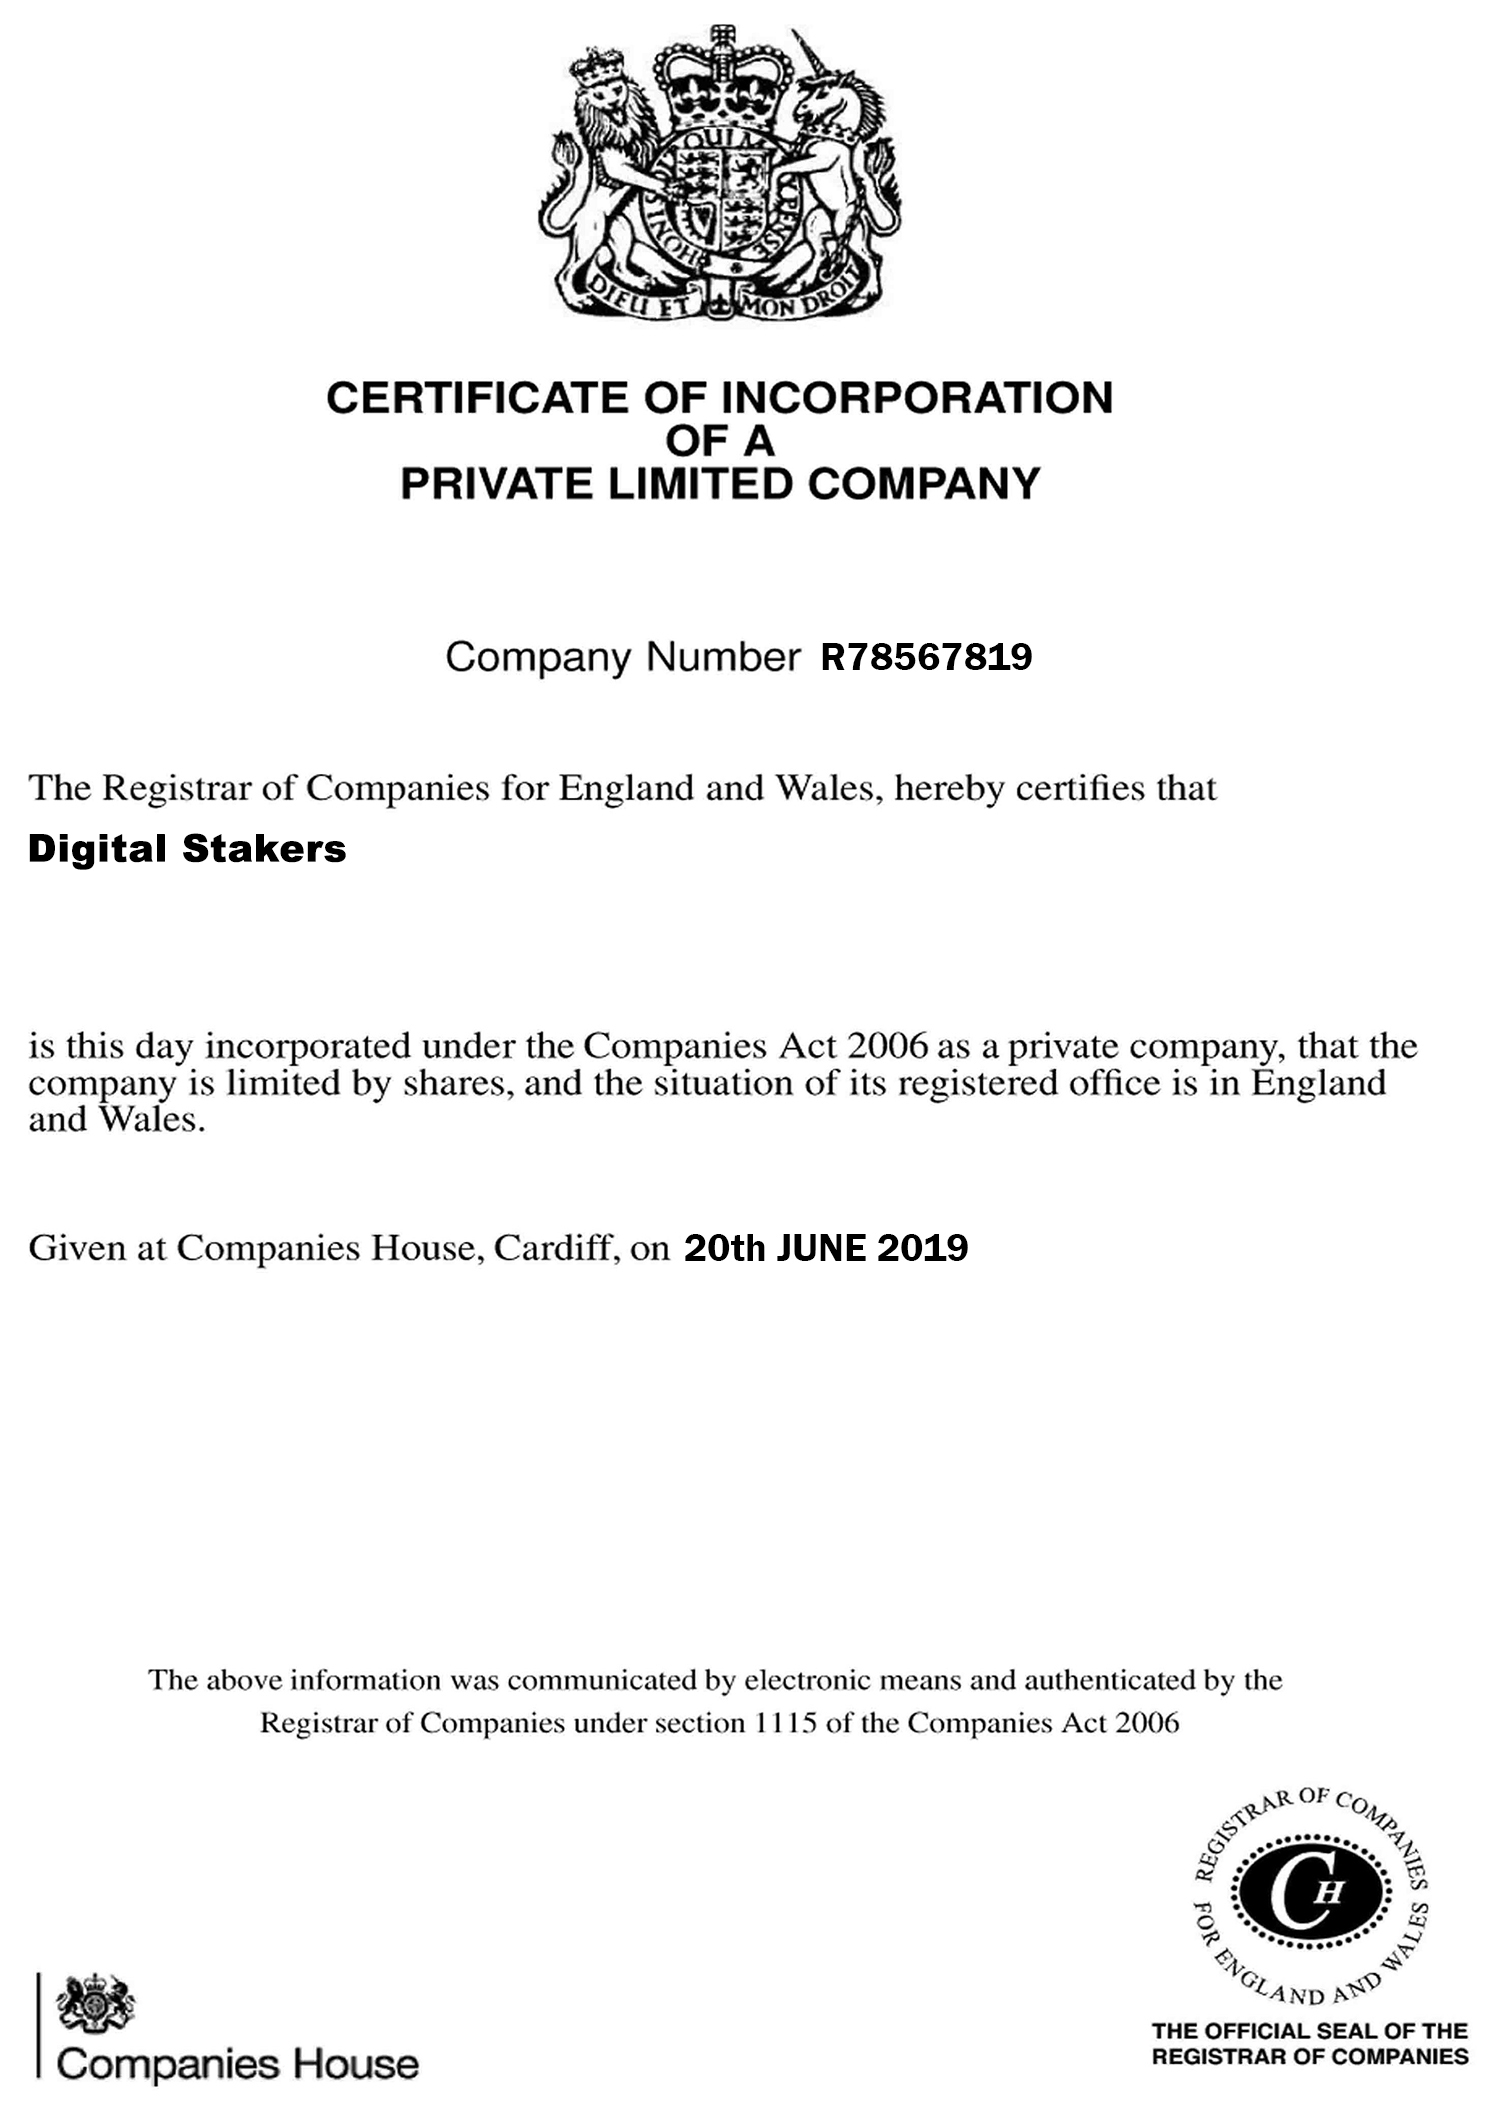 QUI M
HONI
PENSE
DIEU ET MON DROIT
CERTIFICATE OF INCORPORATION
OF A
PRIVATE LIMITED COMPANY
Company Number R78567819
The Registrar of Companies for England and Wales, hereby certifies that
Digital Stakers
is this day incorporated under the Companies Act 2006 as a private company, that the
company is limited by shares, and the situation of its registered office is in England
and Wales.
Given at Companies House, Cardiff, on 20th JUNE 2019
The above information was communicated by electronic means and authenticated by the
Registrar of Companies under section 1115 of the Companies Act 2006
REGISTRAR OF COMPANIES
FOR ENGLAND AND WALES
CH
THE OFFICIAL SEAL OF THE
REGISTRAR OF COMPANIES
Companies House